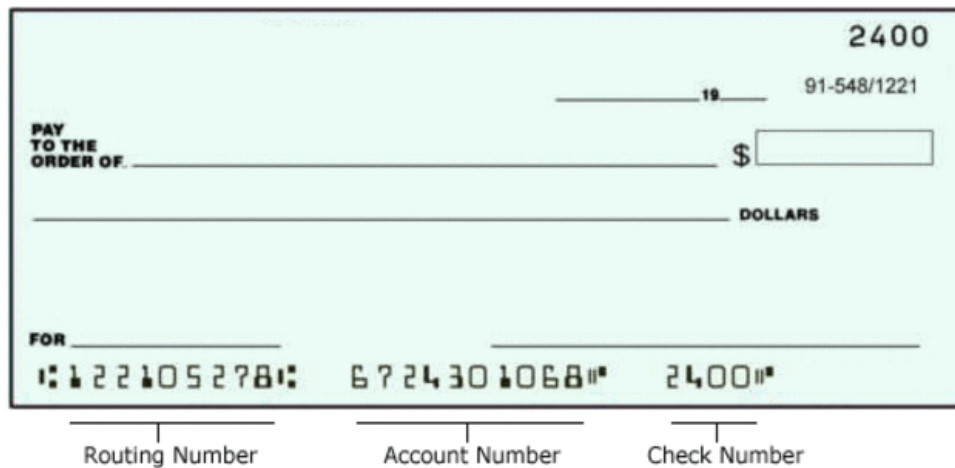 2400
19 91-548/1221
PAY
TO THE
ORDER OF $
DOLLARS
FOR
⑆122105278⑆ 6724301068⑈ 2400⑈
Routing Number Account Number Check Number